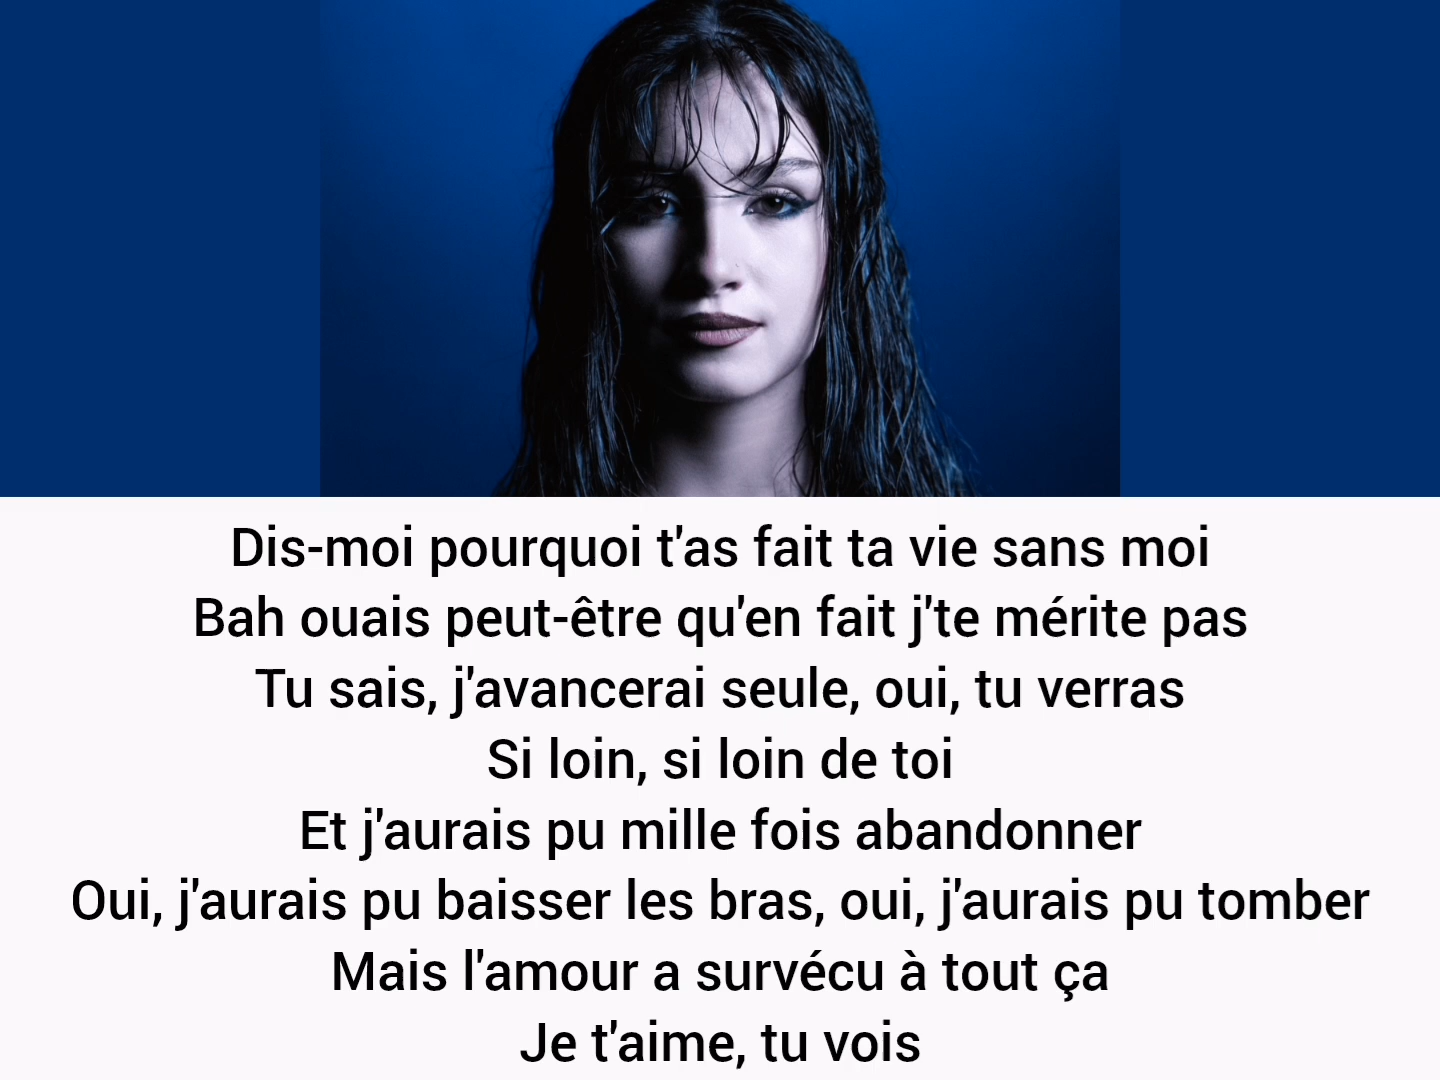 Dis-moi pourquoi t'as fait ta vie sans moi
Bah ouais peut-être qu'en fait j'te mérite pas
Tu sais, j'avancerai seule, oui, tu verras
Si loin, si loin de toi
Et j'aurais pu mille fois abandonner
Oui, j'aurais pu baisser les bras, oui, j'aurais pu tomber
Mais l'amour a survécu à tout ça
Je t'aime, tu vois